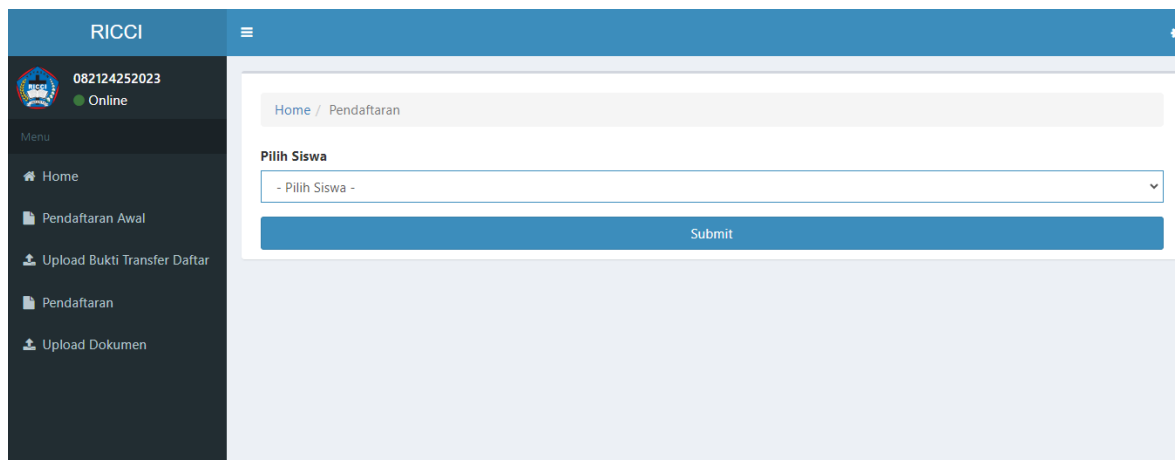 RICCI
082124252023
Online
Menu
Home
Pendaftaran Awal
Upload Bukti Transfer Daftar
Pendaftaran
Upload Dokumen
Home / Pendaftaran
Pilih Siswa
- Pilih Siswa -
Submit
RICCI